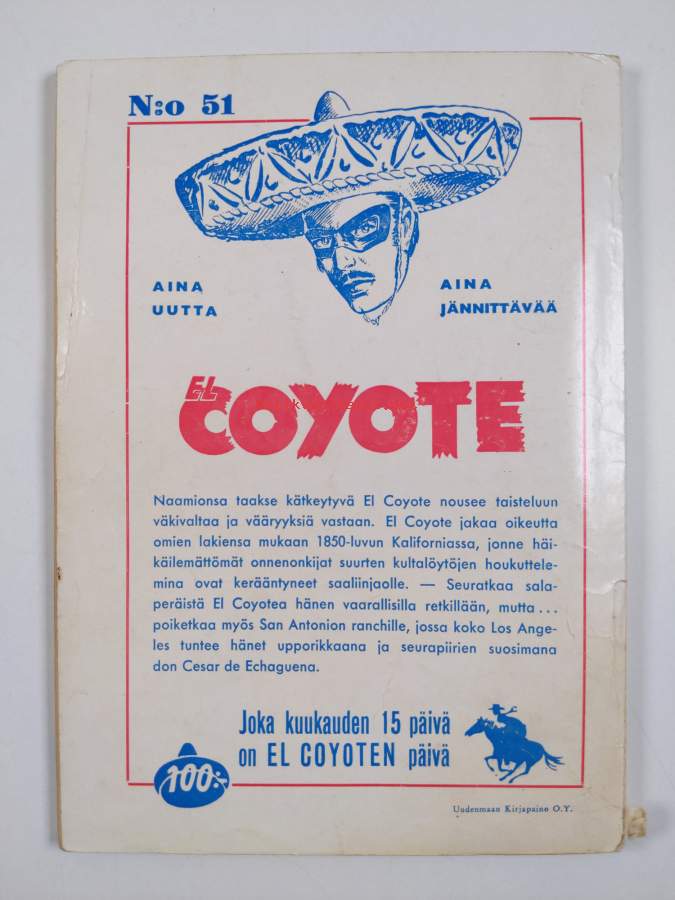 N:o 51
AINA
UUTTA
AINA
JÄNNITTÄVÄÄ
EL
COYOTE
Naamionsa taakse kätkeytyvä El Coyote nousee taisteluun
väkivaltaa ja vääryyksiä vastaan. El Coyote jakaa oikeutta
omien lakiensa mukaan 1850-luvun Kaliforniassa, jonne häi-
käilemättömät onnenonkijat suurten kultalöytöjen houkuttele-
mina ovat kerääntyneet saaliinjaolle. — Seuratkaa sala-
peräistä El Coyotea hänen vaarallisilla retkillään, mutta...
poiketkaa myös San Antonion ranchille, jossa koko Los Ange-
les tuntee hänet upporikkaana ja seurapiirien suosimana
don Cesar de Echaguena.
Joka kuukauden 15 päivä
on EL COYOTEN päivä
100:-
Uudenmaan Kirjapaino O.Y.